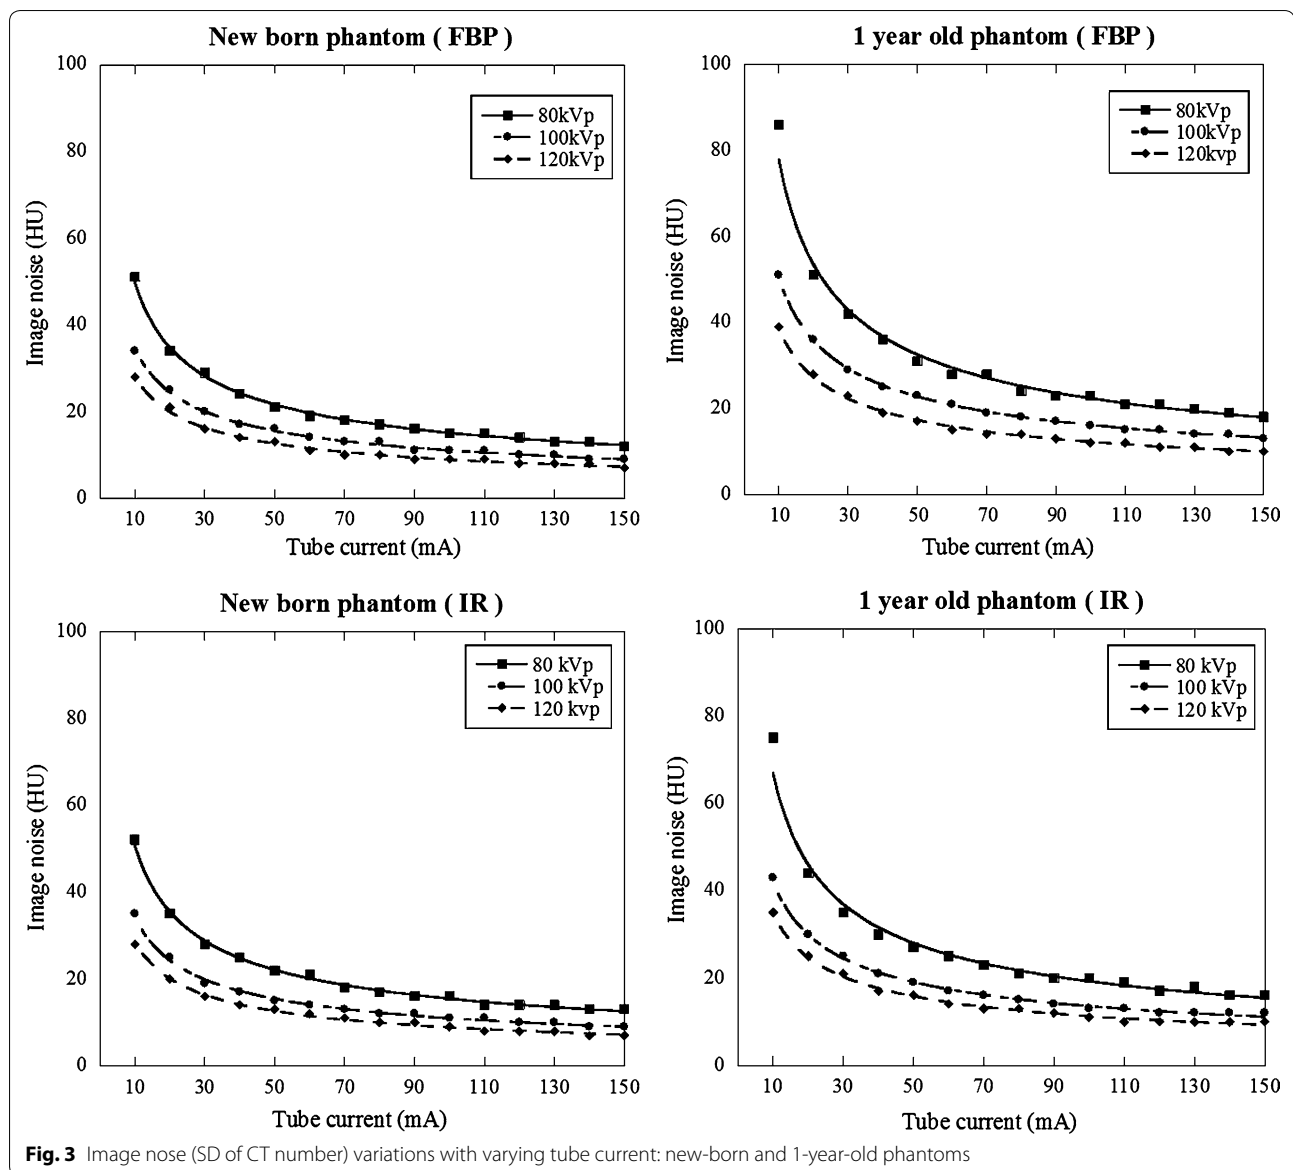 New born phantom ( FBP )
100
80
60
40
20
0
Image noise (HU)
80kVp
100kVp
120kVp
10 30 50 70 90 110 130 150
Tube current (mA)
1 year old phantom ( FBP )
100
80
60
40
20
0
Image noise (HU)
80kVp
100kVp
120kvp
10 30 50 70 90 110 130 150
Tube current (mA)
New born phantom ( IR )
100
80
60
40
20
0
Image noise (HU)
80 kVp
100 kVp
120 kvp
10 30 50 70 90 110 130 150
Tube current (mA)
1 year old phantom ( IR )
100
80
60
40
20
0
Image noise (HU)
80 kVp
100 kVp
120 kVp
10 30 50 70 90 110 130 150
Tube current (mA)
Fig. 3 Image nose (SD of CT number) variations with varying tube current: new-born and 1-year-old phantoms